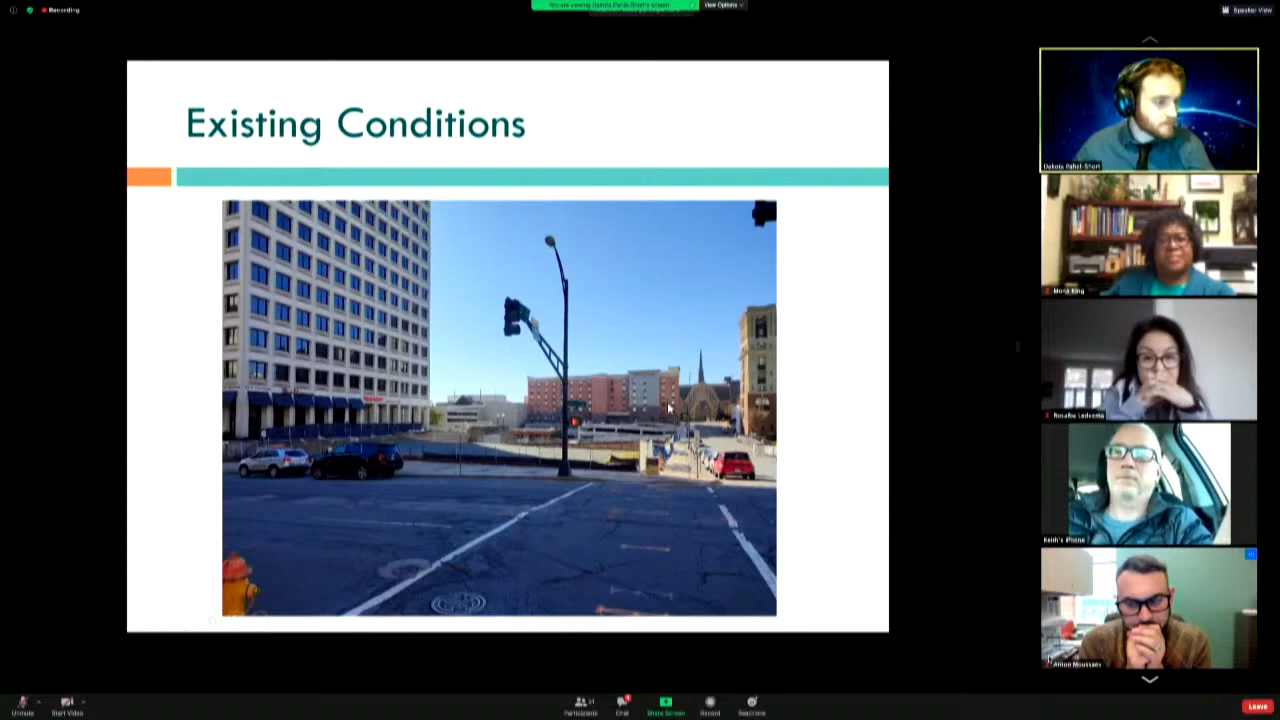 Recording
You are viewing Dakota Pahel-Short's screen
View Options
Speaker View
Existing Conditions
Dakota Pahel-Short
Mona King
Rosalba Ledezma
Keith's iPhone
Anton Moussaev
Unmute
Start Video
Participants
Chat
Share Screen
Record
Reactions
Leave